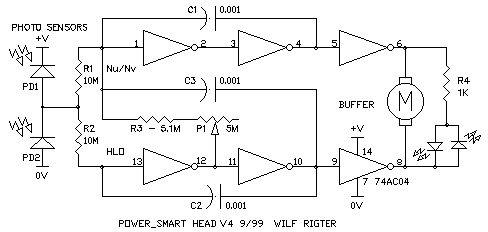 C1 0.001
PHOTO SENSORS
+V
1 2 3 4 5 6
R1
10M
Nu/Nv
PD1
C3 0.001
R4
1K
BUFFER M
R2
10M
R3 - 5.1M P1 5M
+V
HLO
14
13 12 11 10 9 8
PD2
0V
7 74AC04
C2 0.001
0V
POWER_SMART HEAD V4 9/99 WILF RIGTER